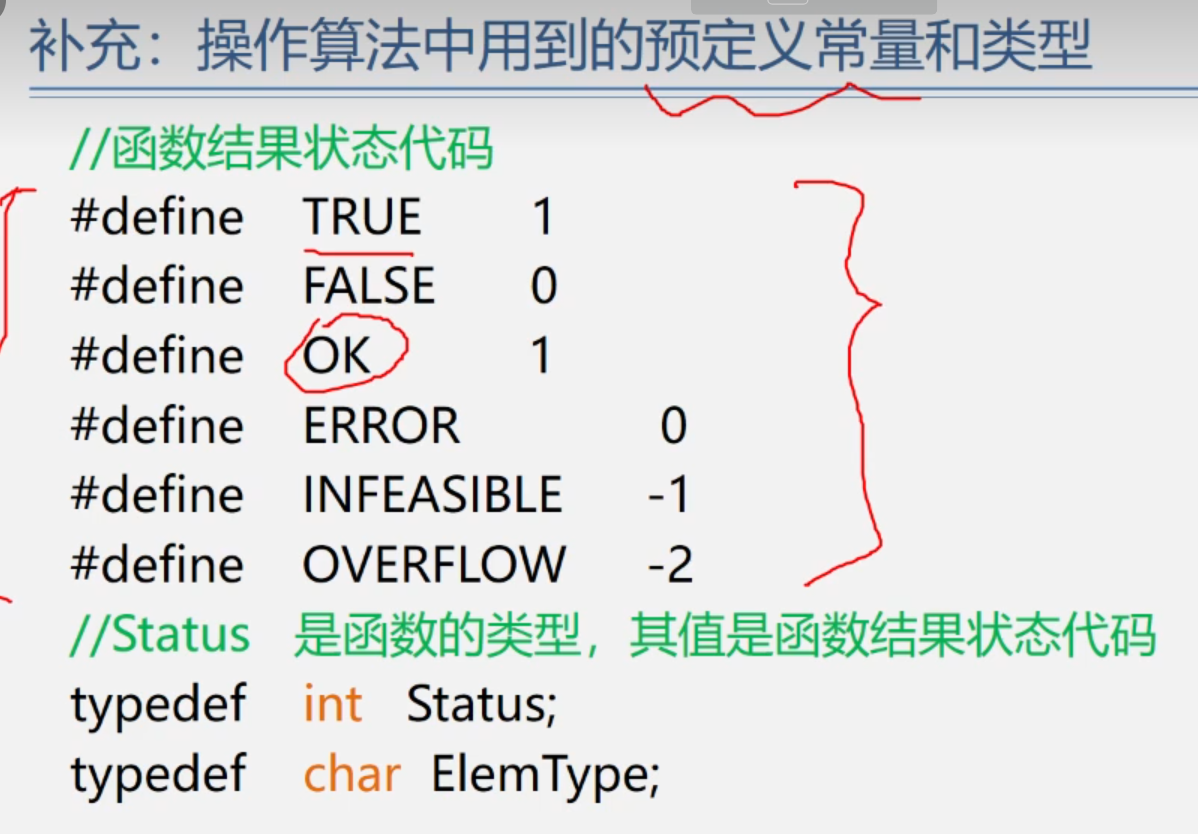 补充：操作算法中用到的预定义常量和类型
//函数结果状态代码
#define TRUE 1
#define FALSE 0
#define OK 1
#define ERROR 0
#define INFEASIBLE -1
#define OVERFLOW -2
//Status 是函数的类型，其值是函数结果状态代码
typedef int Status;
typedef char ElemType;